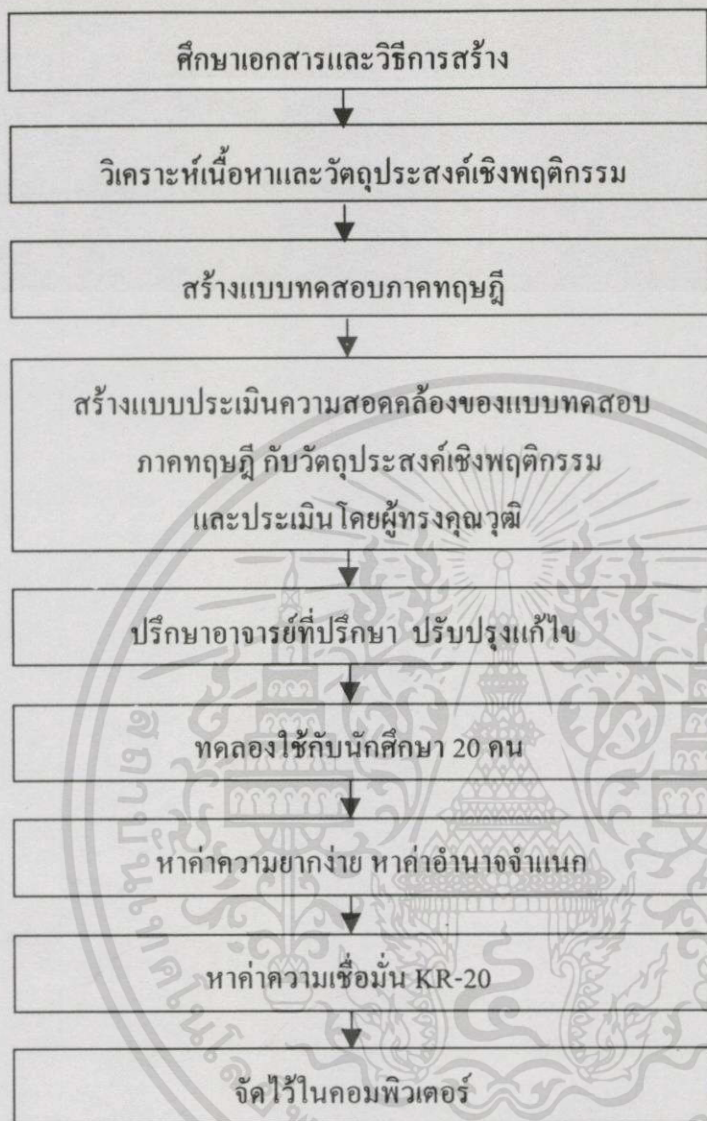 ศึกษาเอกสารและวิธีการสร้าง
วิเคราะห์เนื้อหาและวัตถุประสงค์เชิงพฤติกรรม
สร้างแบบทดสอบภาคทฤษฎี
สร้างแบบประเมินความสอดคล้องของแบบทดสอบ
ภาคทฤษฎี กับวัตถุประสงค์เชิงพฤติกรรม
และประเมินโดยผู้ทรงคุณวุฒิ
ปรึกษาอาจารย์ที่ปรึกษา ปรับปรุงแก้ไข
ทดลองใช้กับนักศึกษา 20 คน
หาค่าความยากง่าย หาค่าอำนาจจำแนก
หาค่าความเชื่อมั่น KR-20
จัดไว้ในคอมพิวเตอร์
สถาบันเทคโนโล